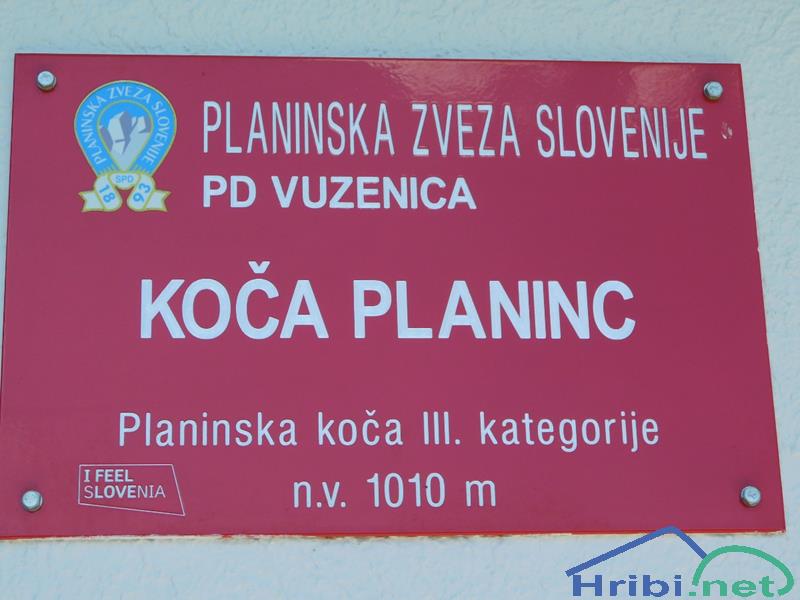 PLANINSKA ZVEZA SLOVENIJE
PLANINSKA ZVEZA SLOVENIJE
SPD
18 93
PD VUZENICA
KOČA PLANINC
Planinska koča III. kategorije
n.v. 1010 m
I FEEL
SLOVENIA
Hribi.net